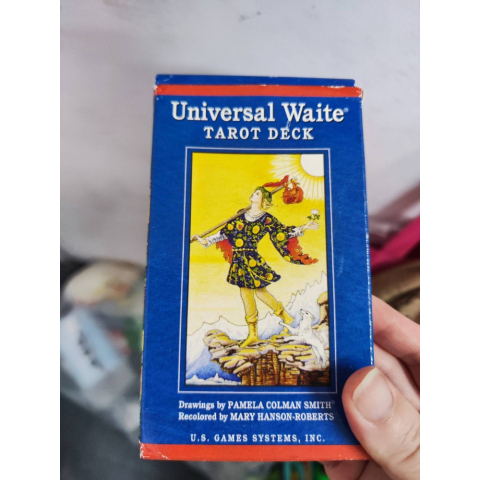 Universal Waite®
TAROT DECK
Drawings by PAMELA COLMAN SMITH®
Recolored by MARY HANSON-ROBERTS
U.S. GAMES SYSTEMS, INC.